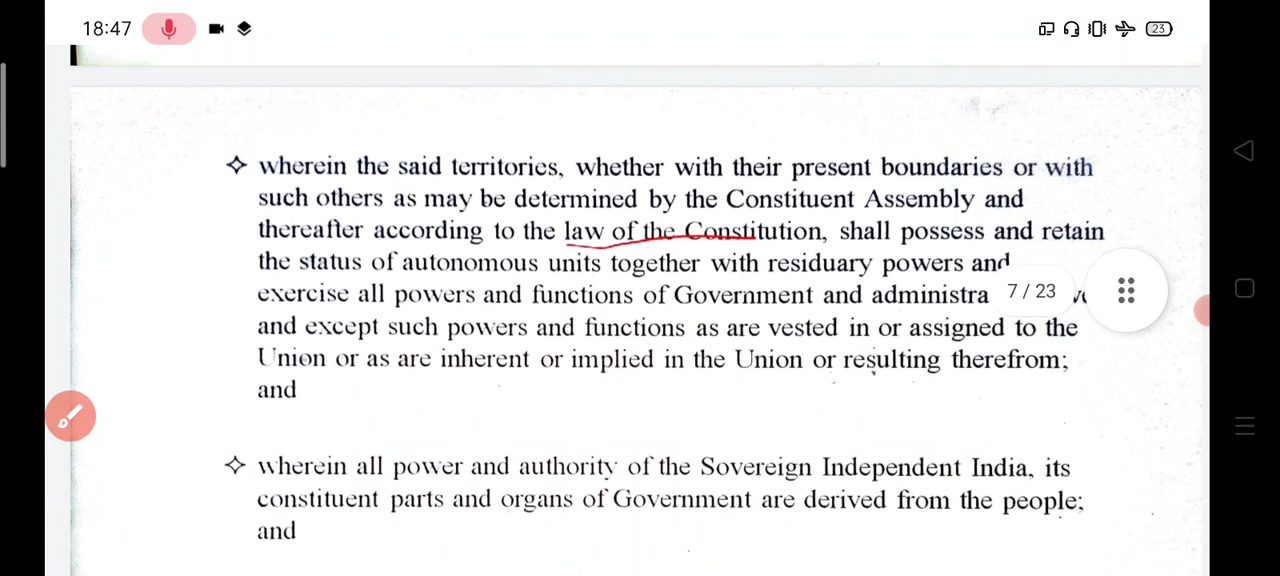 18:47
23
✧ wherein the said territories, whether with their present boundaries or with
such others as may be determined by the Constituent Assembly and
thereafter according to the law of the Constitution, shall possess and retain
the status of autonomous units together with residuary powers and
exercise all powers and functions of Government and administra
7 / 23
and except such powers and functions as are vested in or assigned to the
Union or as are inherent or implied in the Union or resulting therefrom;
and
✧ wherein all power and authority of the Sovereign Independent India, its
constituent parts and organs of Government are derived from the people;
and